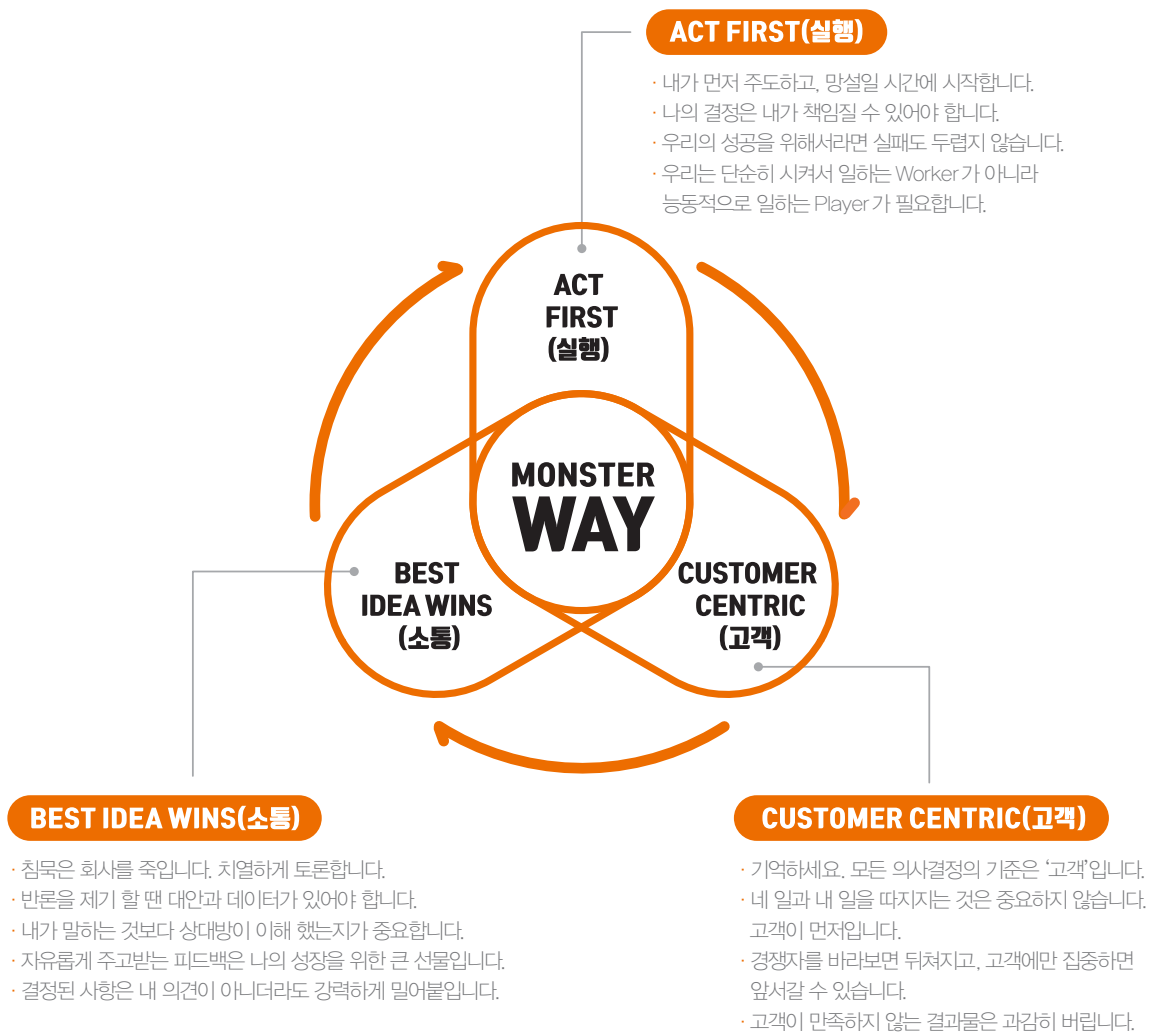 ACT FIRST(실행)
· 내가 먼저 주도하고, 망설일 시간에 시작합니다.
· 나의 결정은 내가 책임질 수 있어야 합니다.
· 우리의 성공을 위해서라면 실패도 두렵지 않습니다.
· 우리는 단순히 시켜서 일하는 Worker 가 아니라
능동적으로 일하는 Player 가 필요합니다.
ACT
FIRST
(실행)
MONSTER
WAY
BEST
IDEA WINS
(소통)
CUSTOMER
CENTRIC
(고객)
BEST IDEA WINS(소통)
· 침묵은 회사를 죽입니다. 치열하게 토론합니다.
· 반론을 제기 할 땐 대안과 데이터가 있어야 합니다.
· 내가 말하는 것보다 상대방이 이해 했는지가 중요합니다.
· 자유롭게 주고받는 피드백은 나의 성장을 위한 큰 선물입니다.
· 결정된 사항은 내 의견이 아니더라도 강력하게 밀어붙입니다.
CUSTOMER CENTRIC(고객)
· 기억하세요. 모든 의사결정의 기준은 ‘고객’입니다.
· 네 일과 내 일을 따지지는 것은 중요하지 않습니다.
고객이 먼저입니다.
· 경쟁자를 바라보면 뒤쳐지고, 고객에만 집중하면
앞서갈 수 있습니다.
· 고객이 만족하지 않는 결과물은 과감히 버립니다.